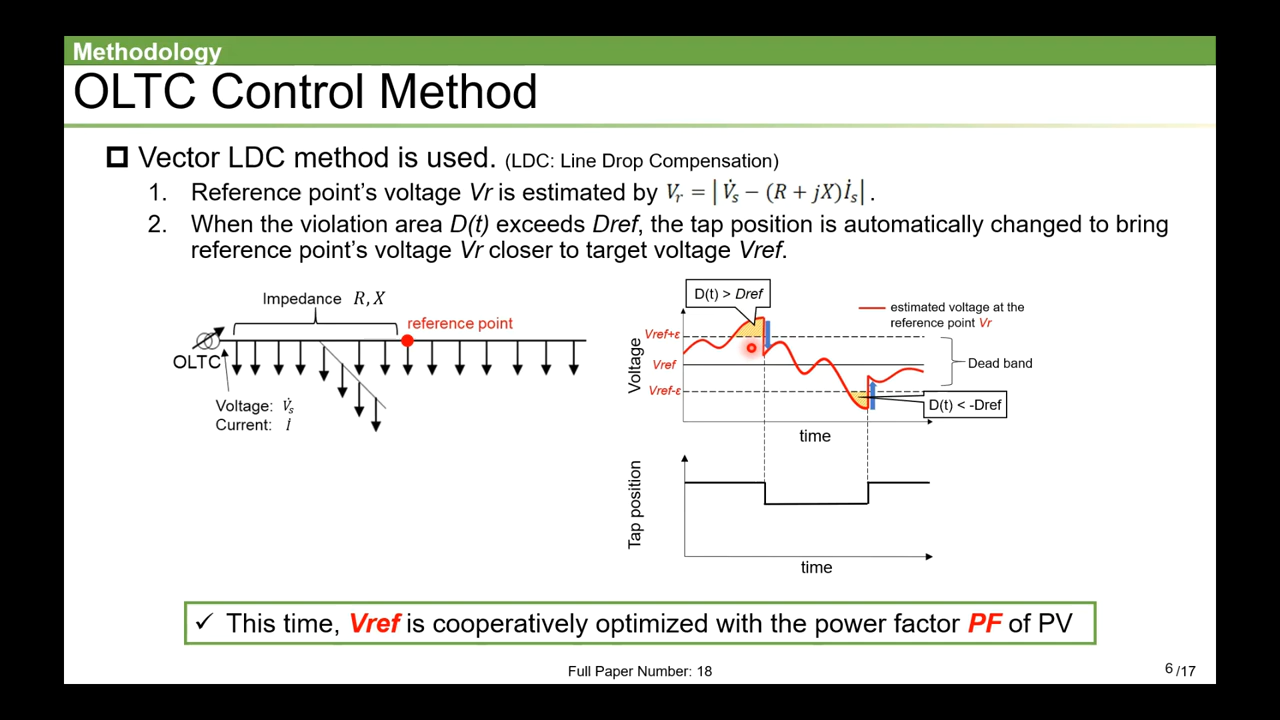 Methodology
OLTC Control Method
Vector LDC method is used. (LDC: Line Drop Compensation)
1. Reference point's voltage Vr is estimated by V̇r = | V̇s − (R + jX)İs| .
2. When the violation area D(t) exceeds Dref, the tap position is automatically changed to bring
reference point's voltage Vr closer to target voltage Vref.
Impedance R, X
reference point
OLTC
Voltage: V̇s
Current: İ
D(t) > Dref
estimated voltage at the
reference point Vr
Vref+ε
Vref
Vref-ε
Voltage
Dead band
D(t) < -Dref
time
Tap position
time
✓ This time, Vref is cooperatively optimized with the power factor PF of PV
Full Paper Number: 18
6 /17